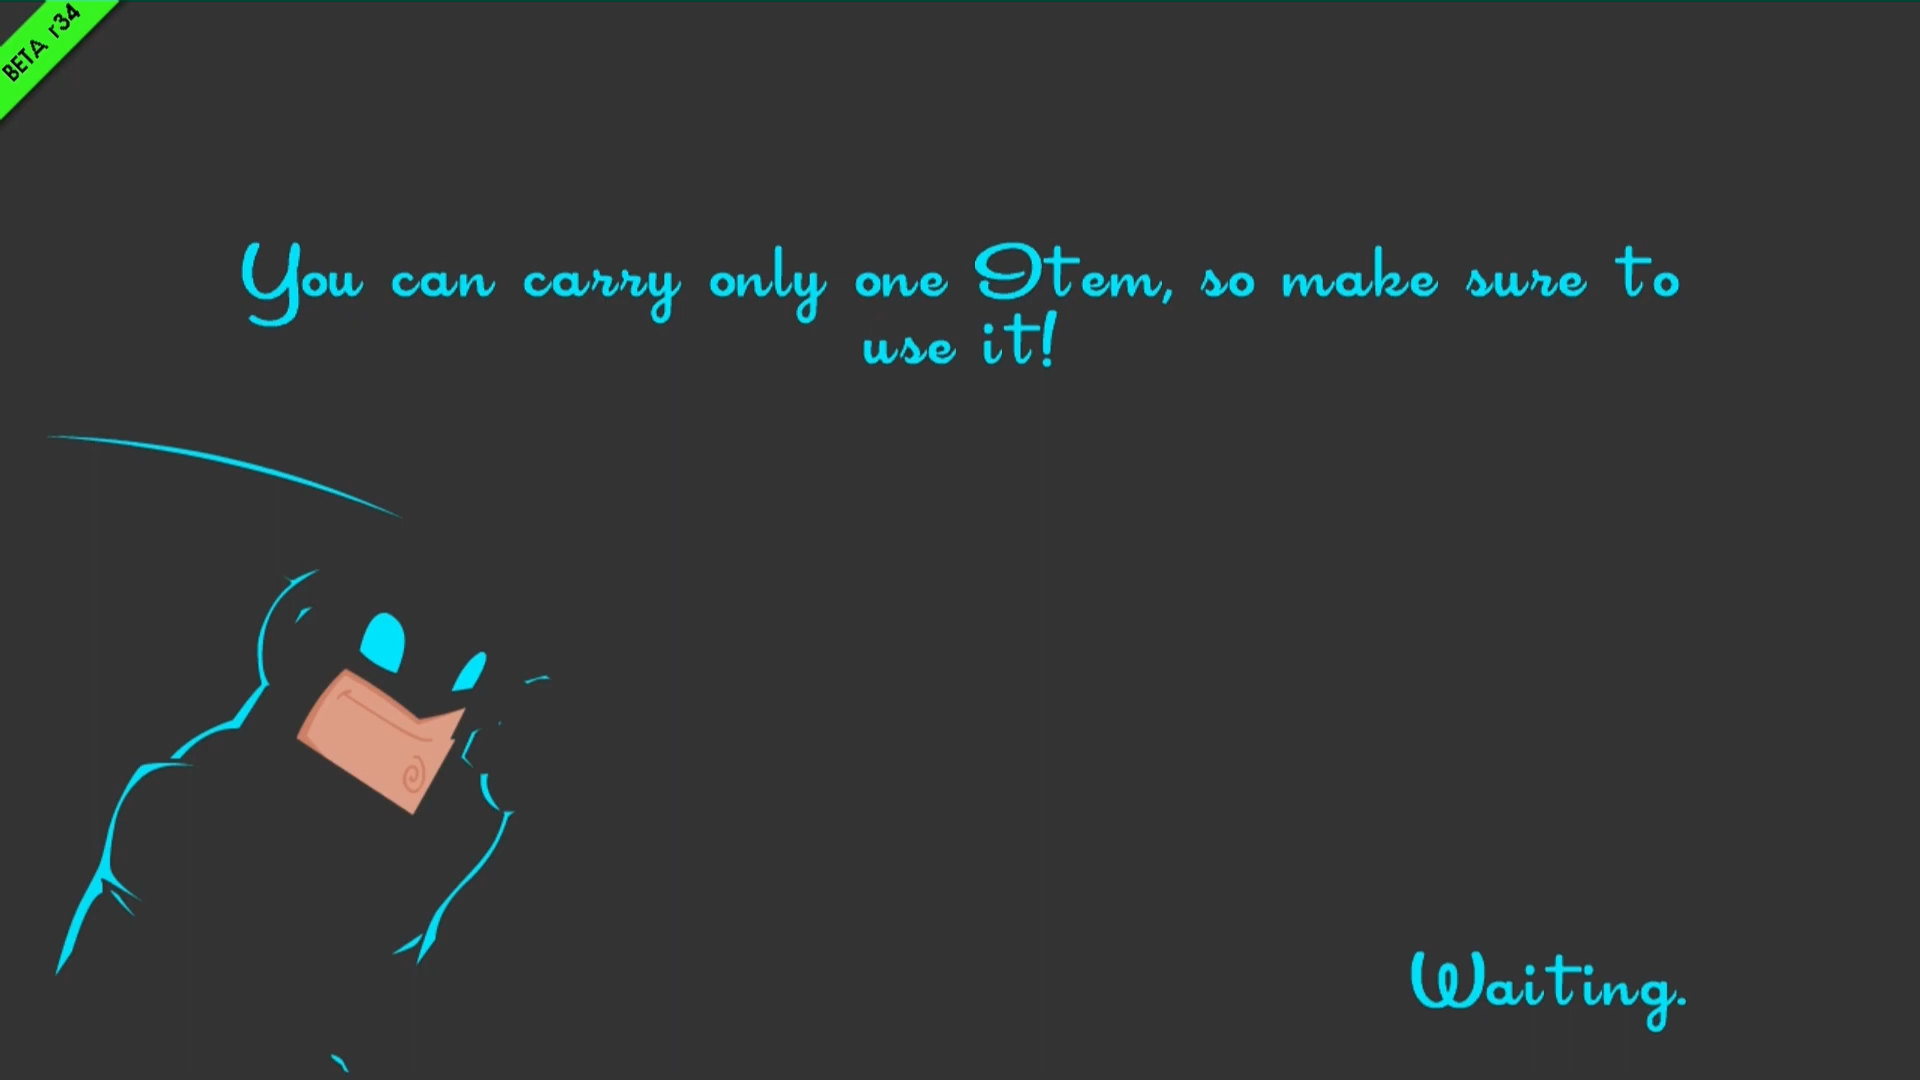 BETA r34
You can carry only one Item, so make sure to
use it!
Waiting.